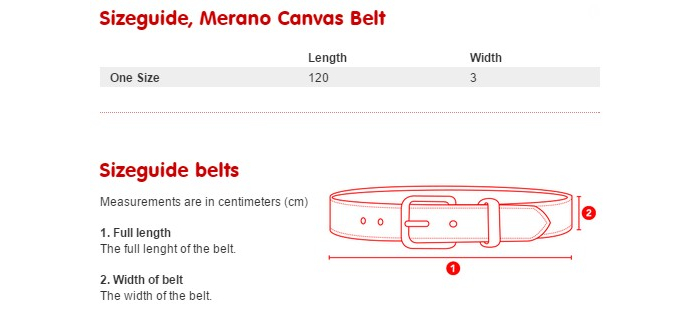 Sizeguide, Merano Canvas Belt
Length Width
One Size 120 3
Sizeguide belts
Measurements are in centimeters (cm)
1. Full length
The full lenght of the belt.
2. Width of belt
The width of the belt.
2
1